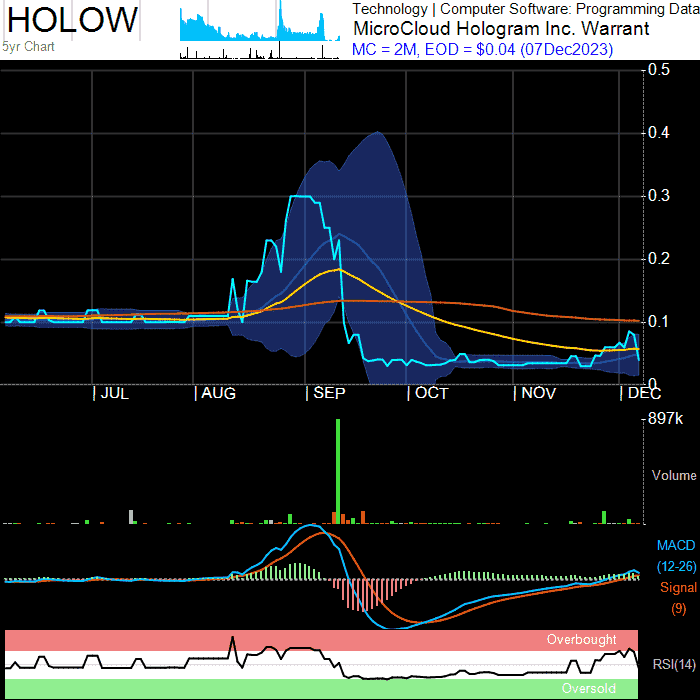 HOLOW
5yr Chart
Technology | Computer Software: Programming Data
MicroCloud Hologram Inc. Warrant
MC = 2M, EOD = $0.04 (07Dec2023)
0.5
0.4
0.3
0.2
0.1
0
| JUL | AUG | SEP | OCT | NOV | DEC
897k
Volume
MACD
(12-26)
Signal
(9)
Overbought
RSI(14)
Oversold